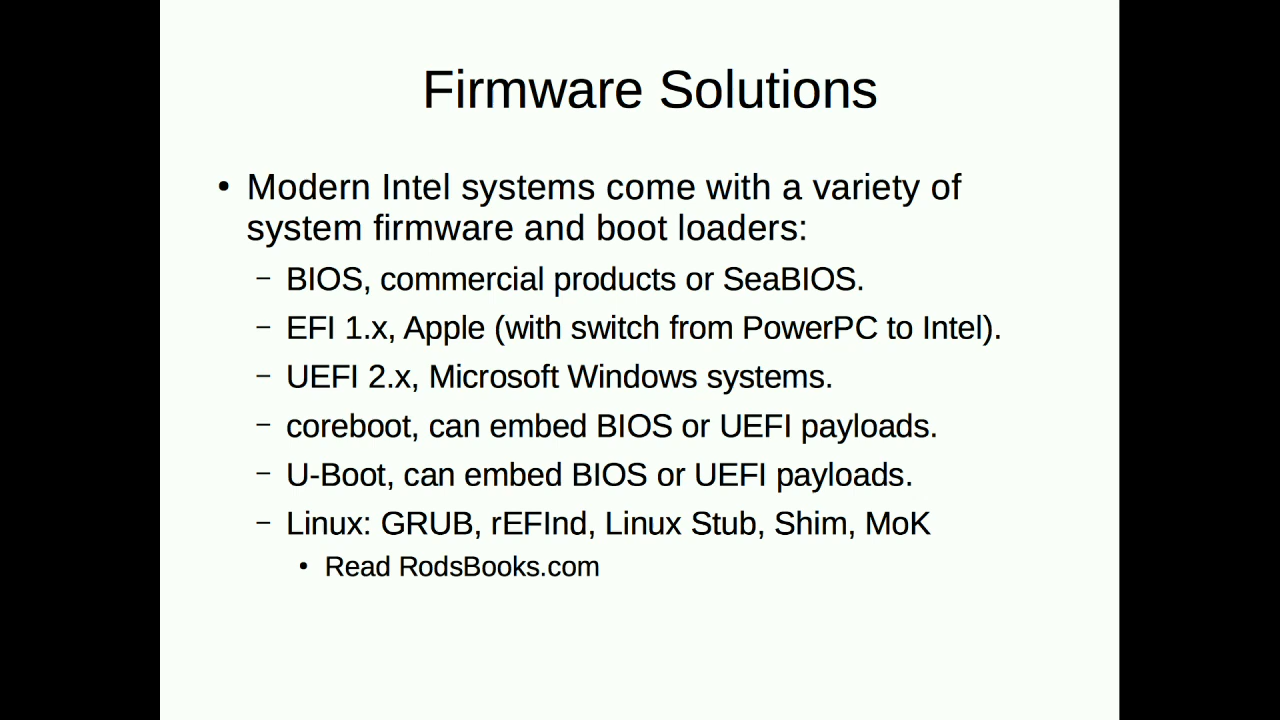 Firmware Solutions
• Modern Intel systems come with a variety of
system firmware and boot loaders:
– BIOS, commercial products or SeaBIOS.
– EFI 1.x, Apple (with switch from PowerPC to Intel).
– UEFI 2.x, Microsoft Windows systems.
– coreboot, can embed BIOS or UEFI payloads.
– U-Boot, can embed BIOS or UEFI payloads.
– Linux: GRUB, rEFInd, Linux Stub, Shim, MoK
• Read RodsBooks.com